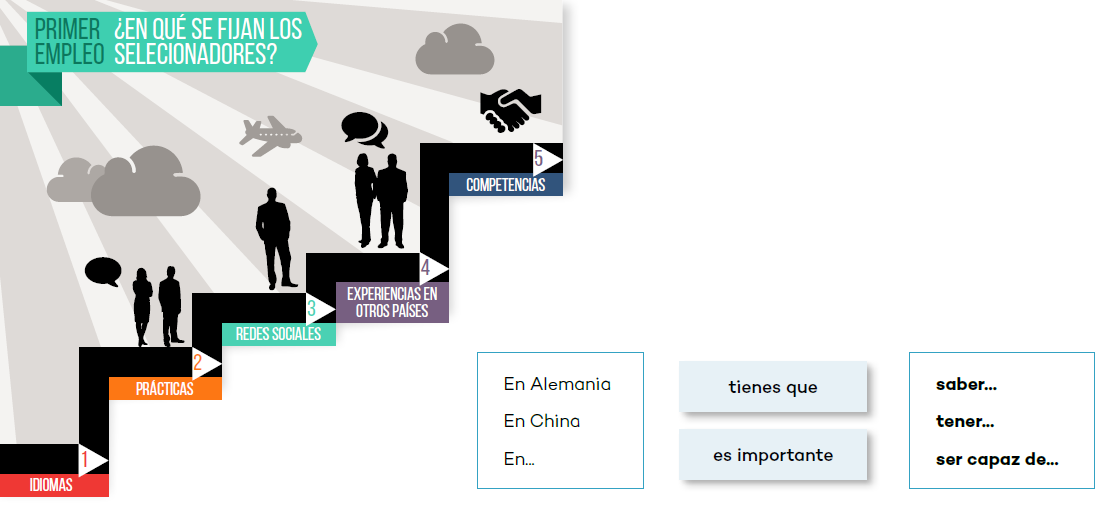 PRIMER EMPLEO
¿EN QUÉ SE FIJAN LOS
SELECIONADORES?
5
COMPETENCIAS
4
EXPERIENCIAS EN
OTROS PAÍSES
3
REDES SOCIALES
2
PRÁCTICAS
1
IDIOMAS
En Alemania
En China
En...
tienes que
es importante
saber...
tener...
ser capaz de...